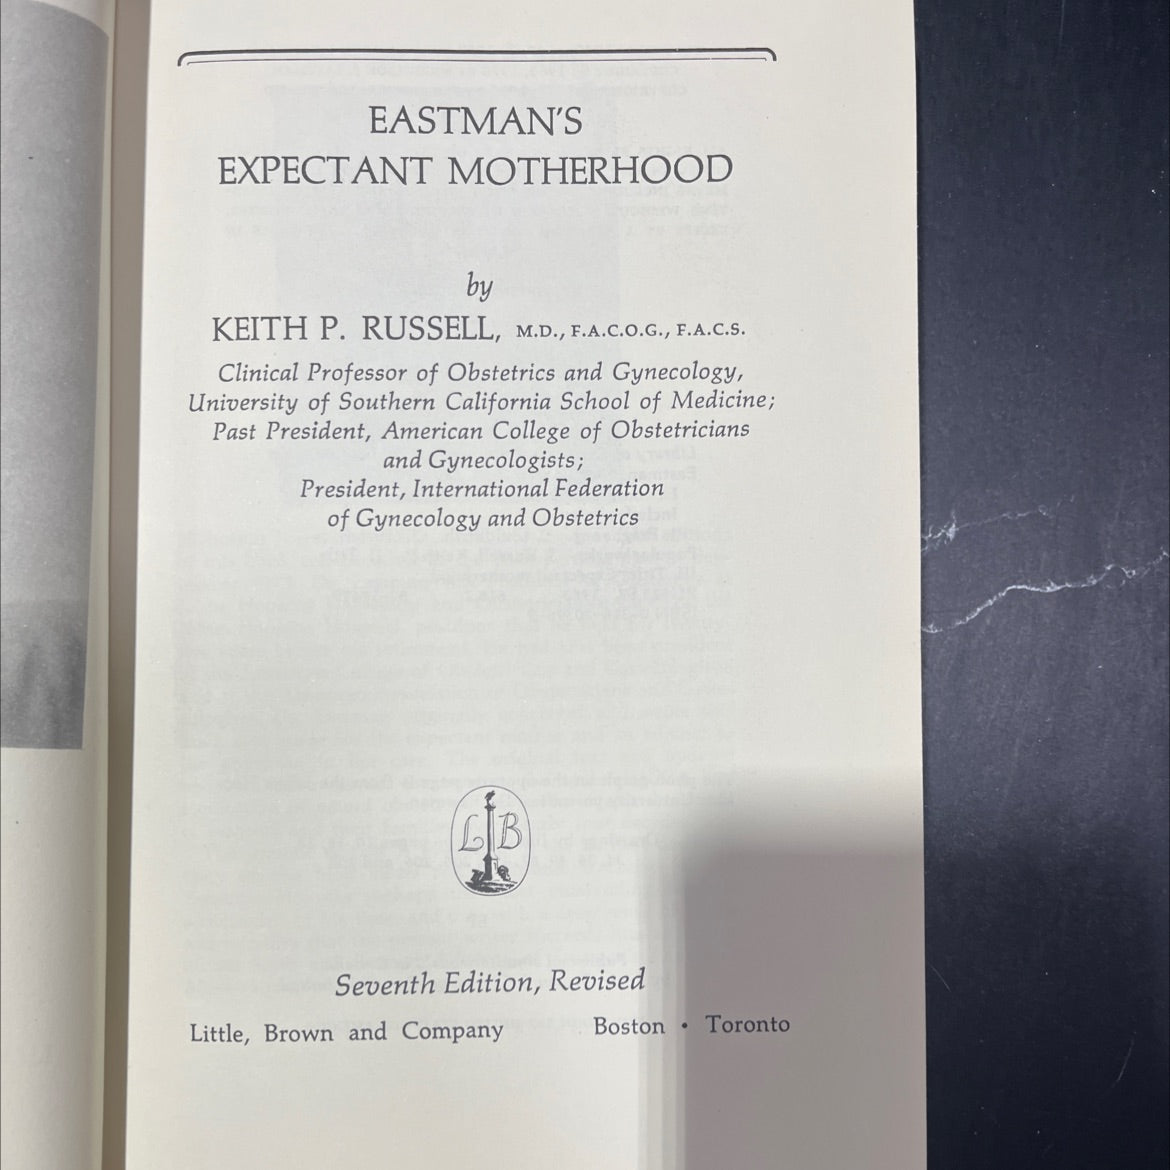 EASTMAN'S
EXPECTANT MOTHERHOOD
by
KEITH P. RUSSELL, M.D., F.A.C.O.G., F.A.C.S.
Clinical Professor of Obstetrics and Gynecology,
University of Southern California School of Medicine;
Past President, American College of Obstetricians
and Gynecologists;
President, International Federation
of Gynecology and Obstetrics
L B
Seventh Edition, Revised
Little, Brown and Company Boston • Toronto